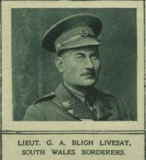 LIEUT. G. A. BLIGH LIVESAY,
SOUTH WALES BORDERERS.